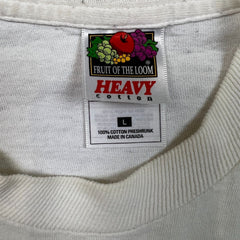 FRUIT OF THE LOOM
HEAVY
cotton
L
100% COTTON PRESHRUNK
MADE IN CANADA